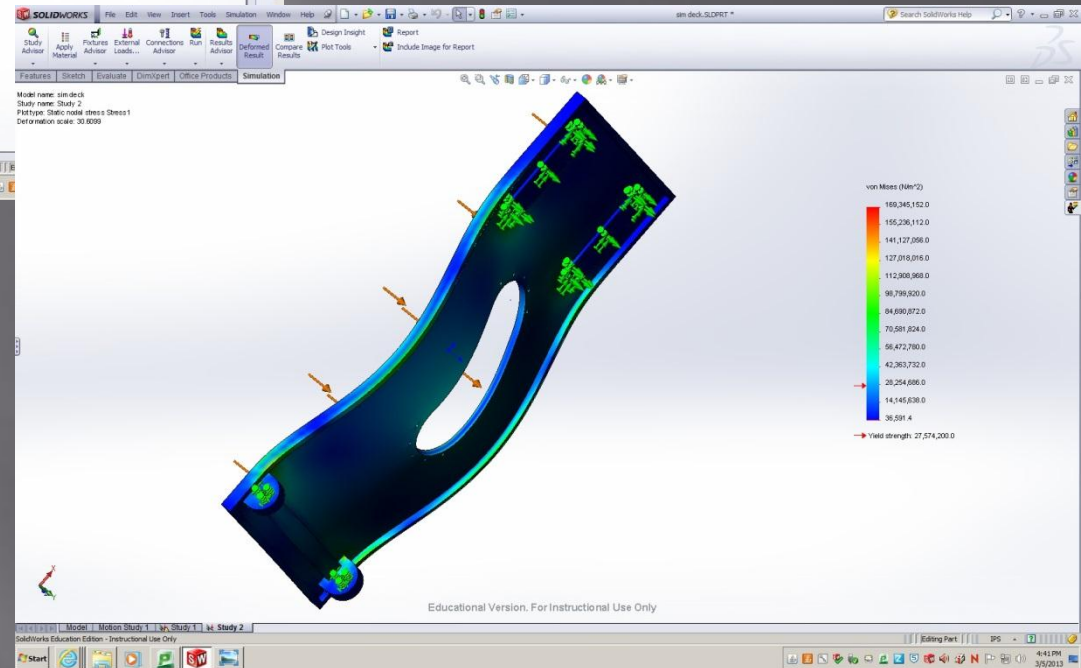 SOLIDWORKS File Edit View Insert Tools Simulation Window Help
sim deck.SLDPRT *
Search SolidWorks Help
Study Advisor
Apply Material
Fixtures Advisor
External Loads...
Connections Advisor
Run
Results Advisor
Deformed Result
Compare Results
Design Insight
Plot Tools
Report
Include Image for Report
Features Sketch Evaluate DimXpert Office Products Simulation
Model name: sim deck
Study name: Study 2
Plot type: Static nodal stress Stress1
Deformation scale: 30.6099
von Mises (N/m^2)
169,345,152.0
155,236,112.0
141,127,056.0
127,018,016.0
112,908,968.0
98,799,920.0
84,690,872.0
70,581,824.0
56,472,780.0
42,363,732.0
28,254,686.0
14,145,638.0
36,591.4
Yield strength: 27,574,200.0
Educational Version. For Instructional Use Only
Model Motion Study 1 Study 1 Study 2
SolidWorks Education Edition - Instructional Use Only
Editing Part IPS
Start
4:41 PM
3/5/2013